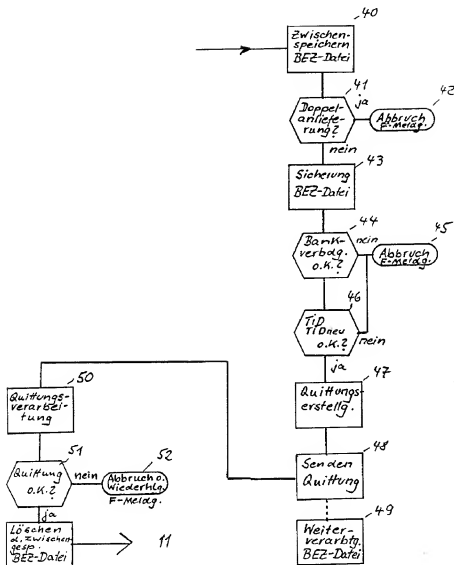 40
Zwischen-
speichern
BEZ-Datei
41
Doppel-
anliefe-
rung?
ja
42
Abbruch
F-Meldg.
nein
43
Sicherung
BEZ-Datei
44
Bank-
verbdg.
o.K.?
nein
45
Abbruch
F-Meldg.
46
TiD
TIDneu
o.K.?
nein
ja
47
Quittungs-
erstellg.
48
Senden
Quittung
49
Weiter-
verarbtg.
BEZ-Datei
50
Quittungs-
verarbei-
tung
51
Quittung
o.K.?
nein
52
Abbruch o.
Wiederhlg.
F-Meldg.
ja
Löschen
d. zwischen-
gesp.
BEZ-Datei
11